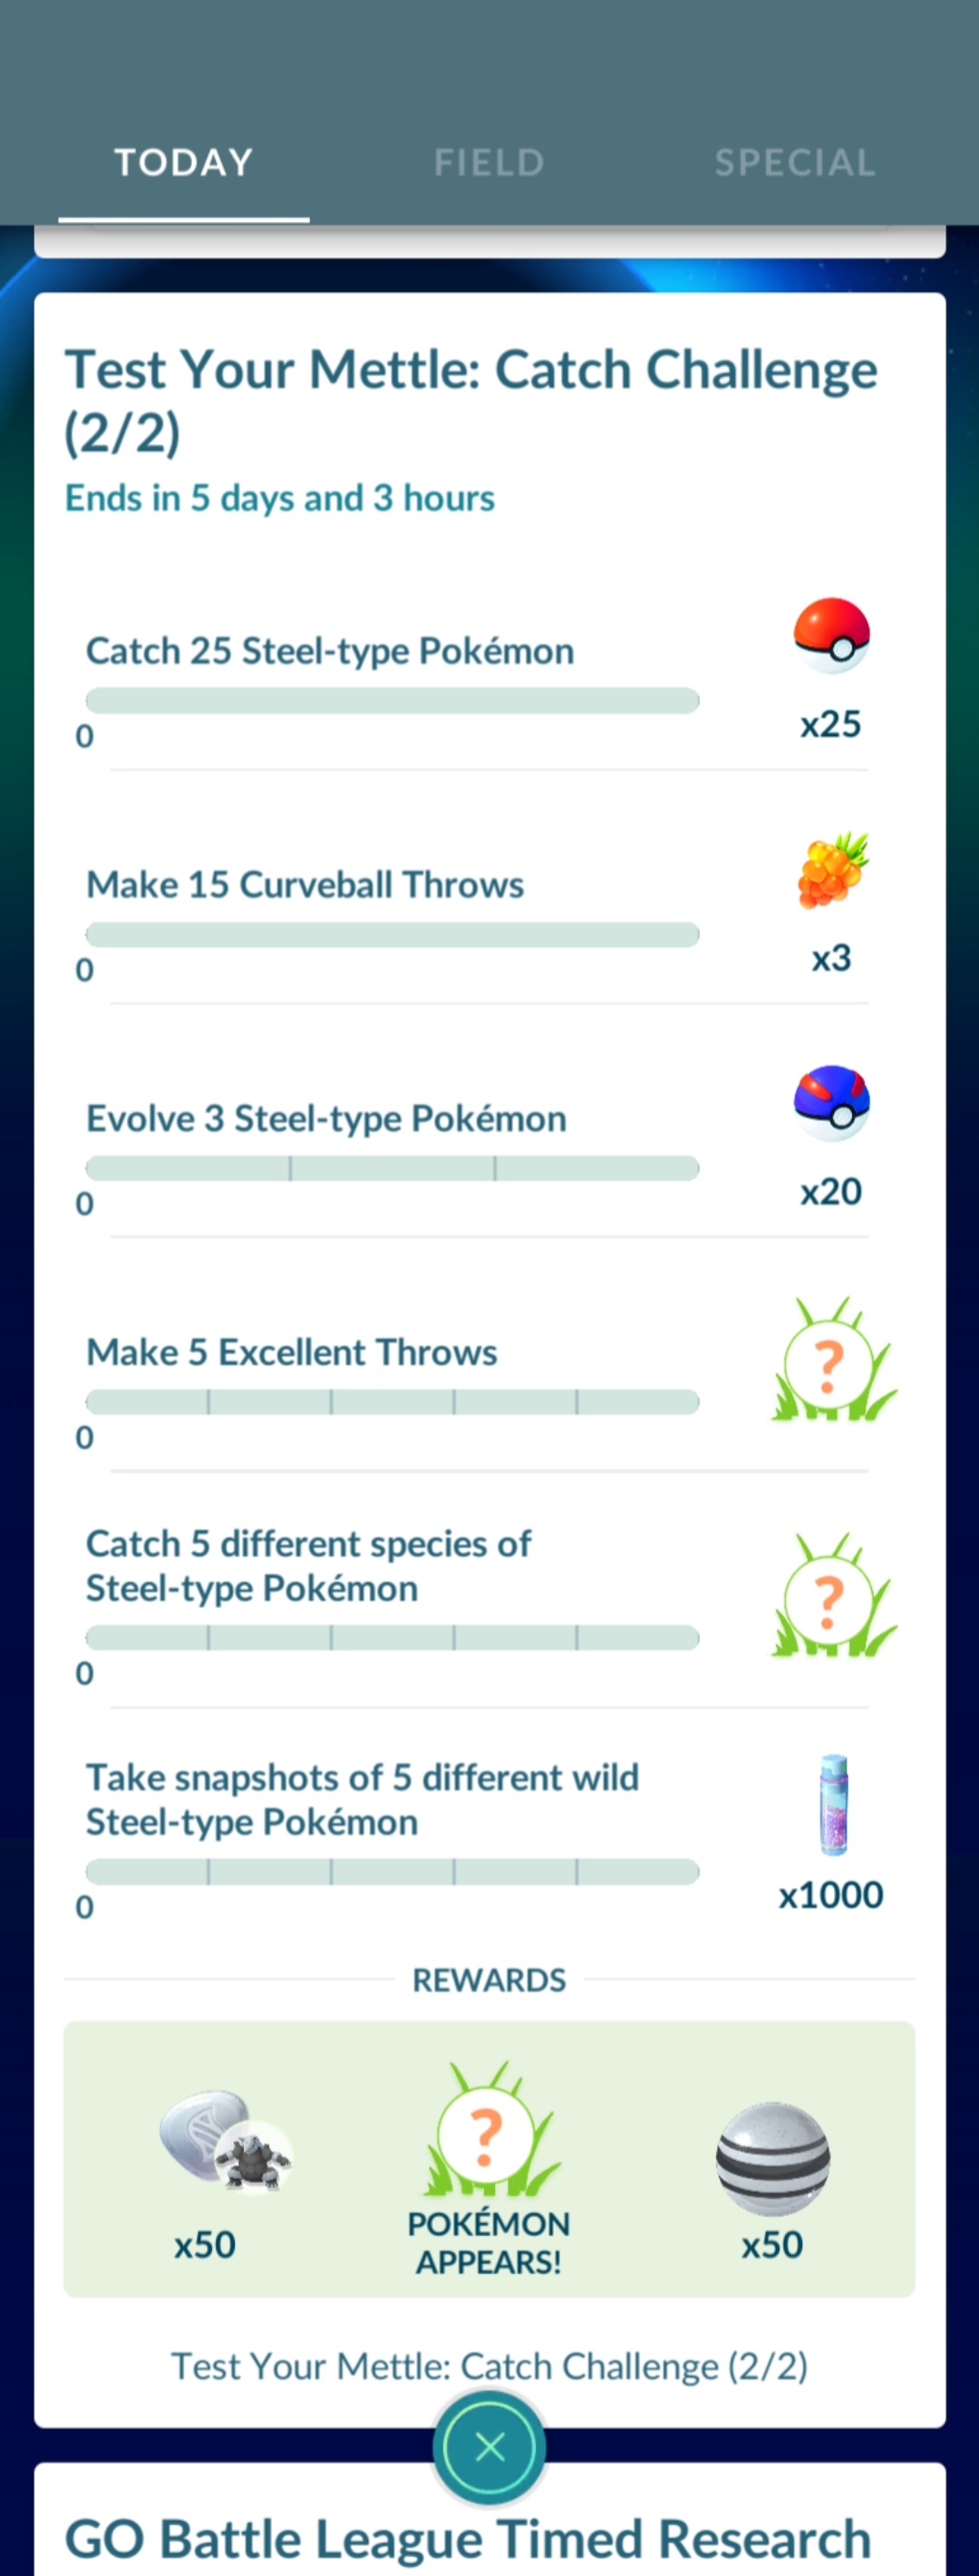 TODAY
FIELD
SPECIAL
Test Your Mettle: Catch Challenge
(2/2)
Ends in 5 days and 3 hours
Catch 25 Steel-type Pokémon
0
x25
Make 15 Curveball Throws
0
x3
Evolve 3 Steel-type Pokémon
0
x20
Make 5 Excellent Throws
0
?
Catch 5 different species of
Steel-type Pokémon
0
?
Take snapshots of 5 different wild
Steel-type Pokémon
0
x1000
REWARDS
x50
?
POKÉMON
APPEARS!
x50
Test Your Mettle: Catch Challenge (2/2)
GO Battle League Timed Research